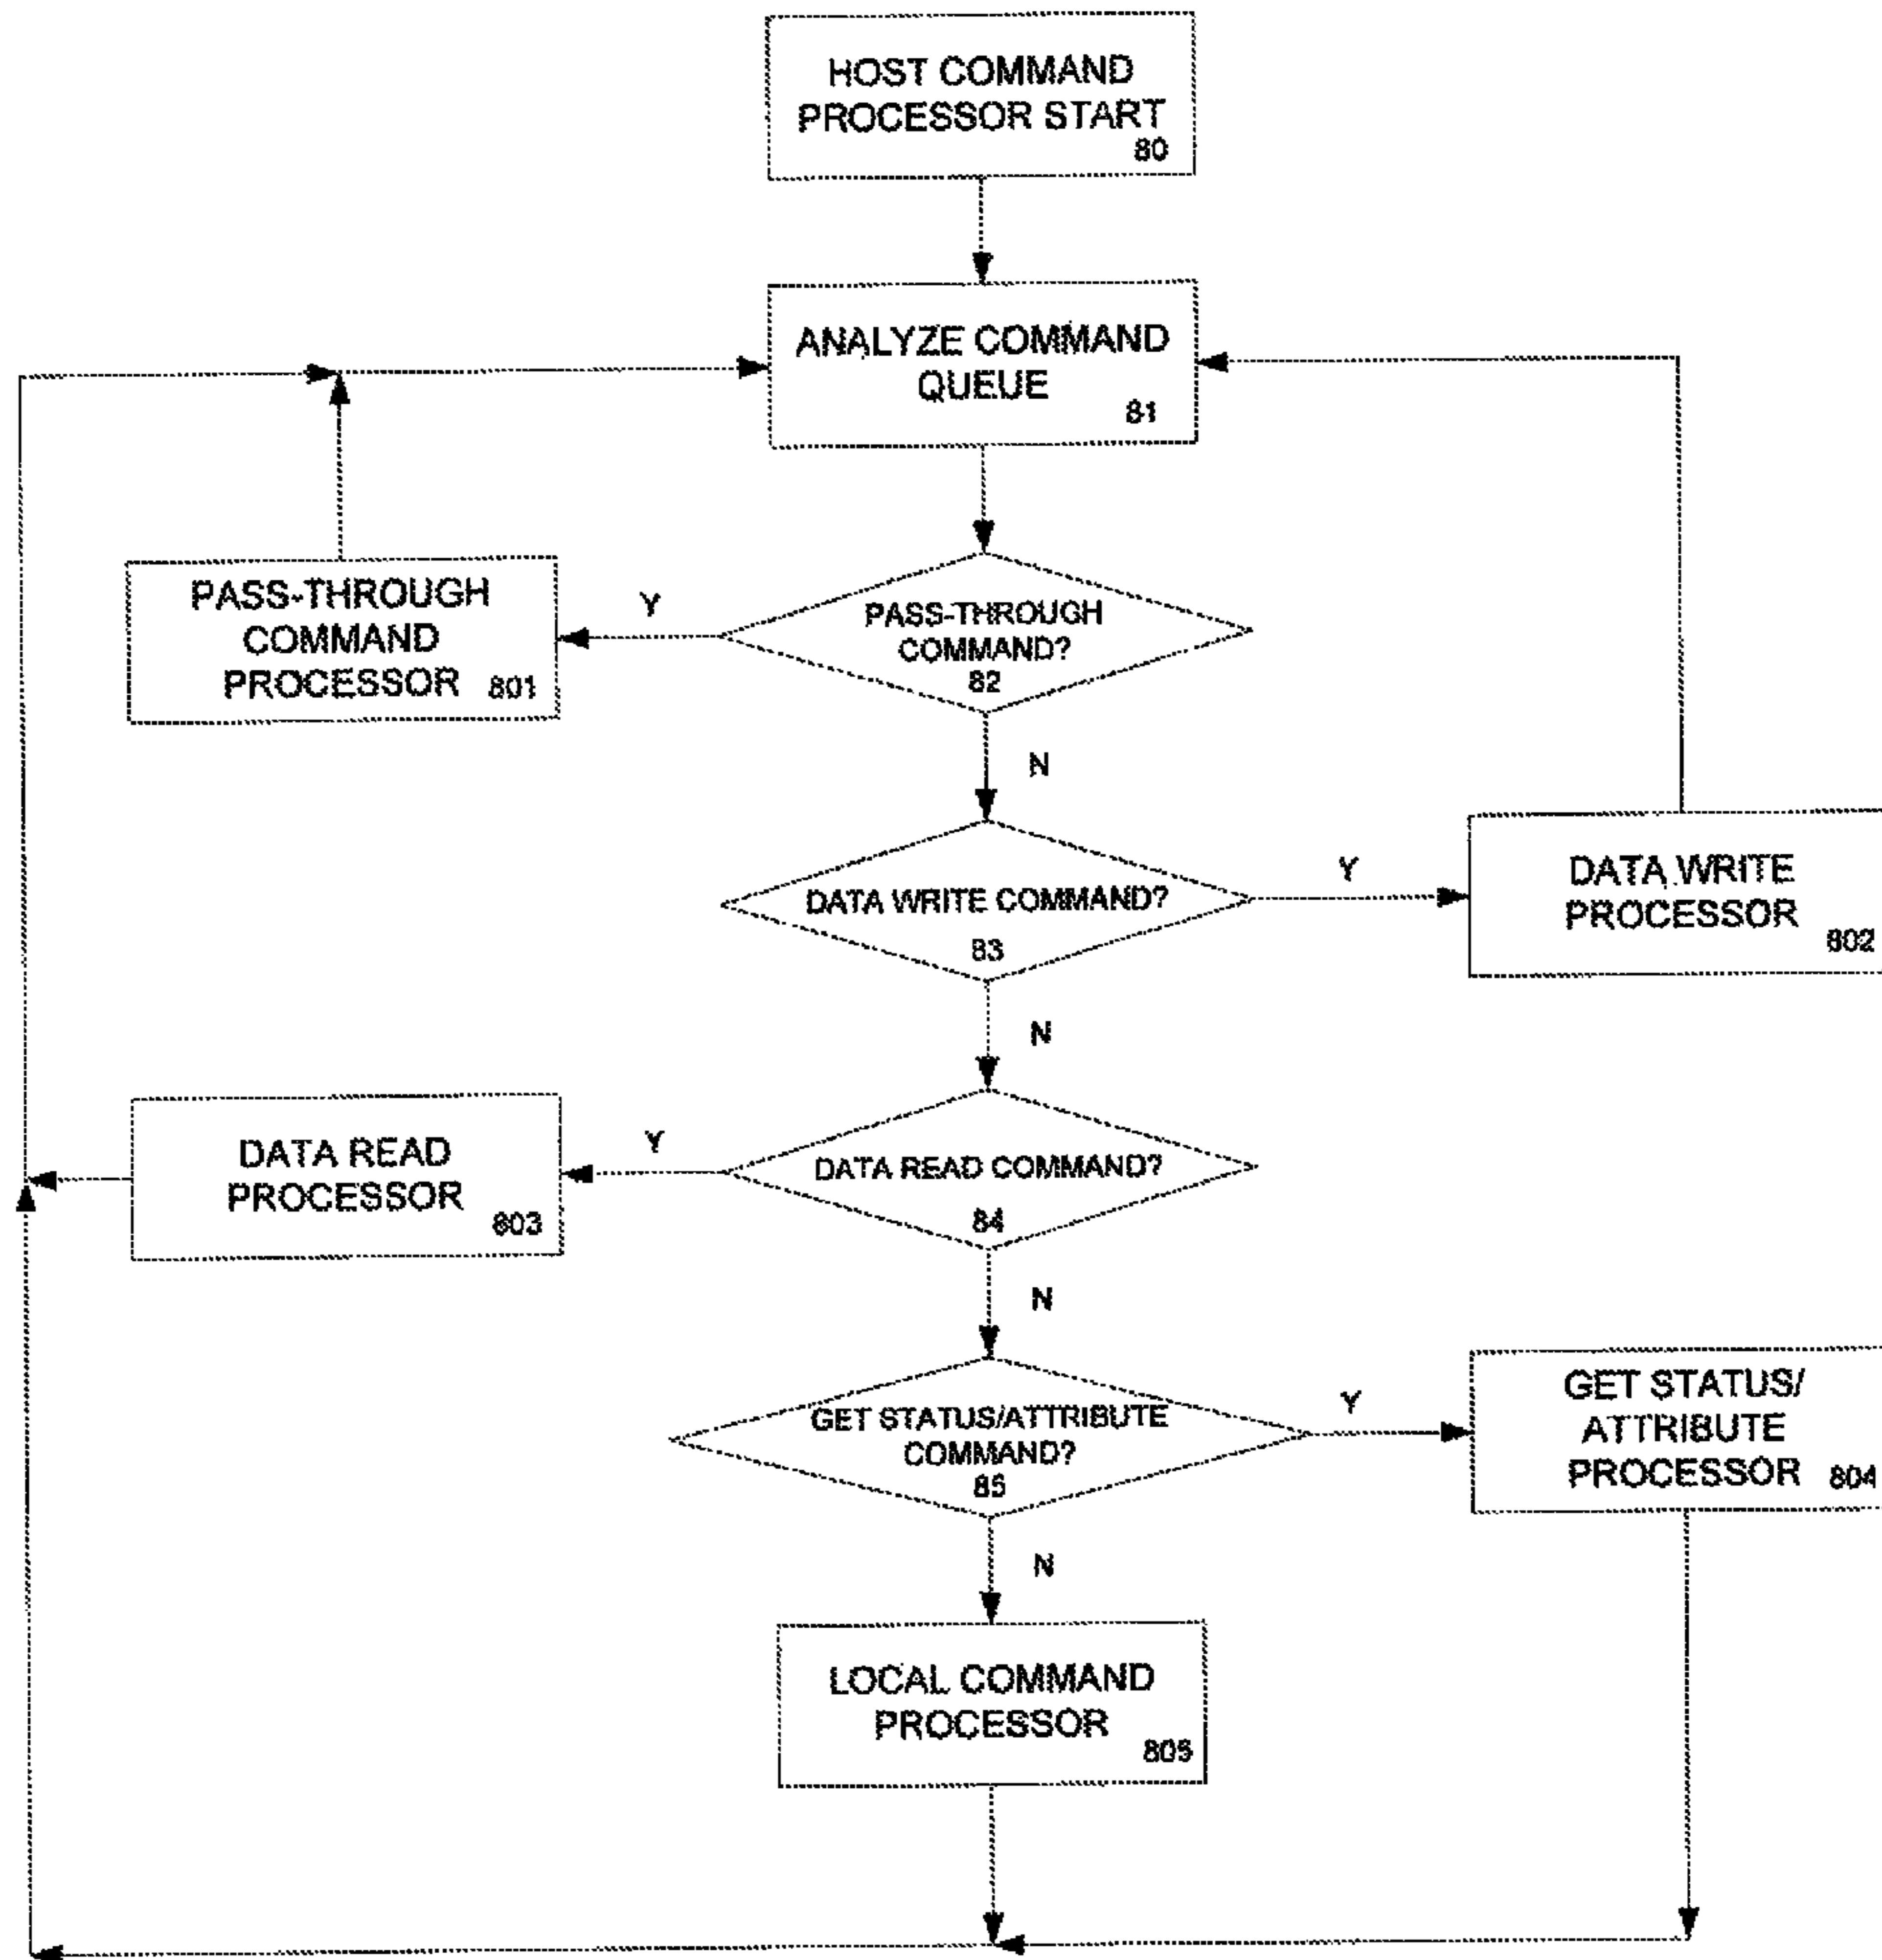 HOST COMMAND
PROCESSOR START
80
ANALYZE COMMAND
QUEUE
81
PASS-THROUGH
COMMAND
PROCESSOR 801
Y
PASS-THROUGH
COMMAND?
82
N
DATA WRITE COMMAND?
83
Y
DATA WRITE
PROCESSOR
802
N
DATA READ
PROCESSOR
803
Y
DATA READ COMMAND?
84
N
GET STATUS/ATTRIBUTE
COMMAND?
85
Y
GET STATUS/
ATTRIBUTE
PROCESSOR 804
N
LOCAL COMMAND
PROCESSOR
805